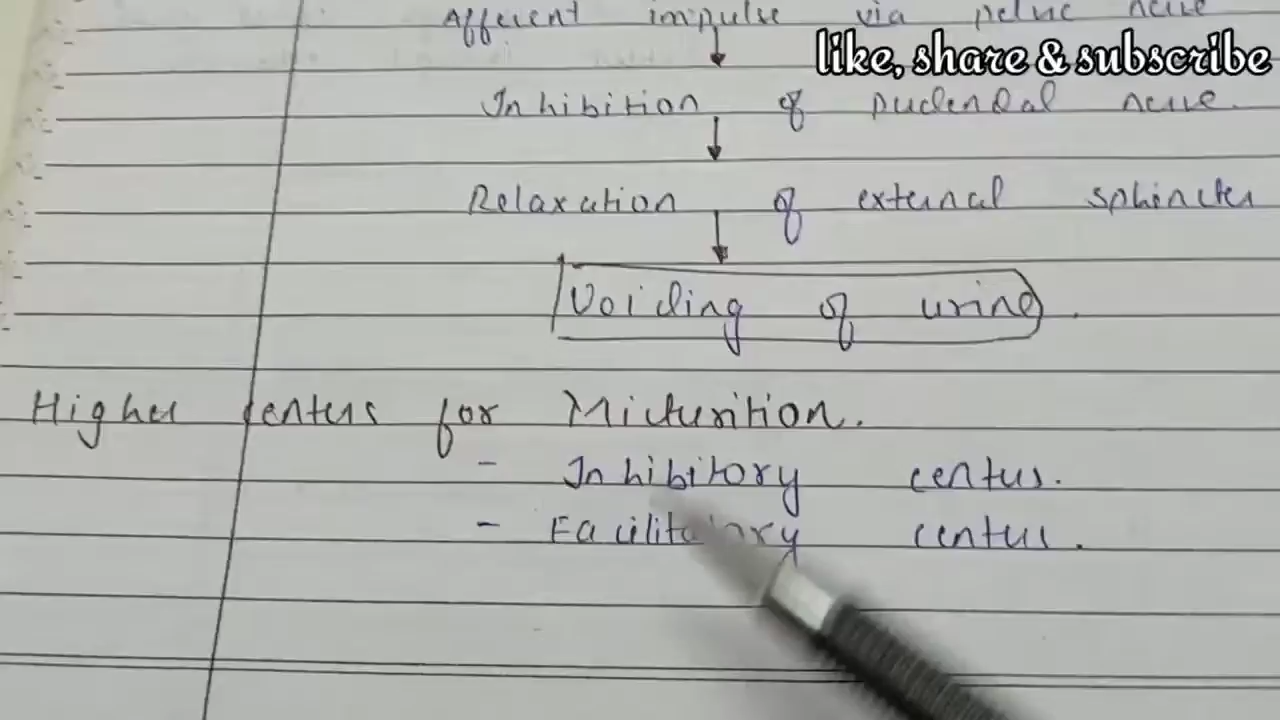 Afferent impulse via pelvic nerve
like, share & subscribe
Inhibition of pudendal nerve.
Relaxation of external sphincter
Voiding of urine.
Higher centers for Micturition.
- Inhibitory centers.
- Facilitatory centers.